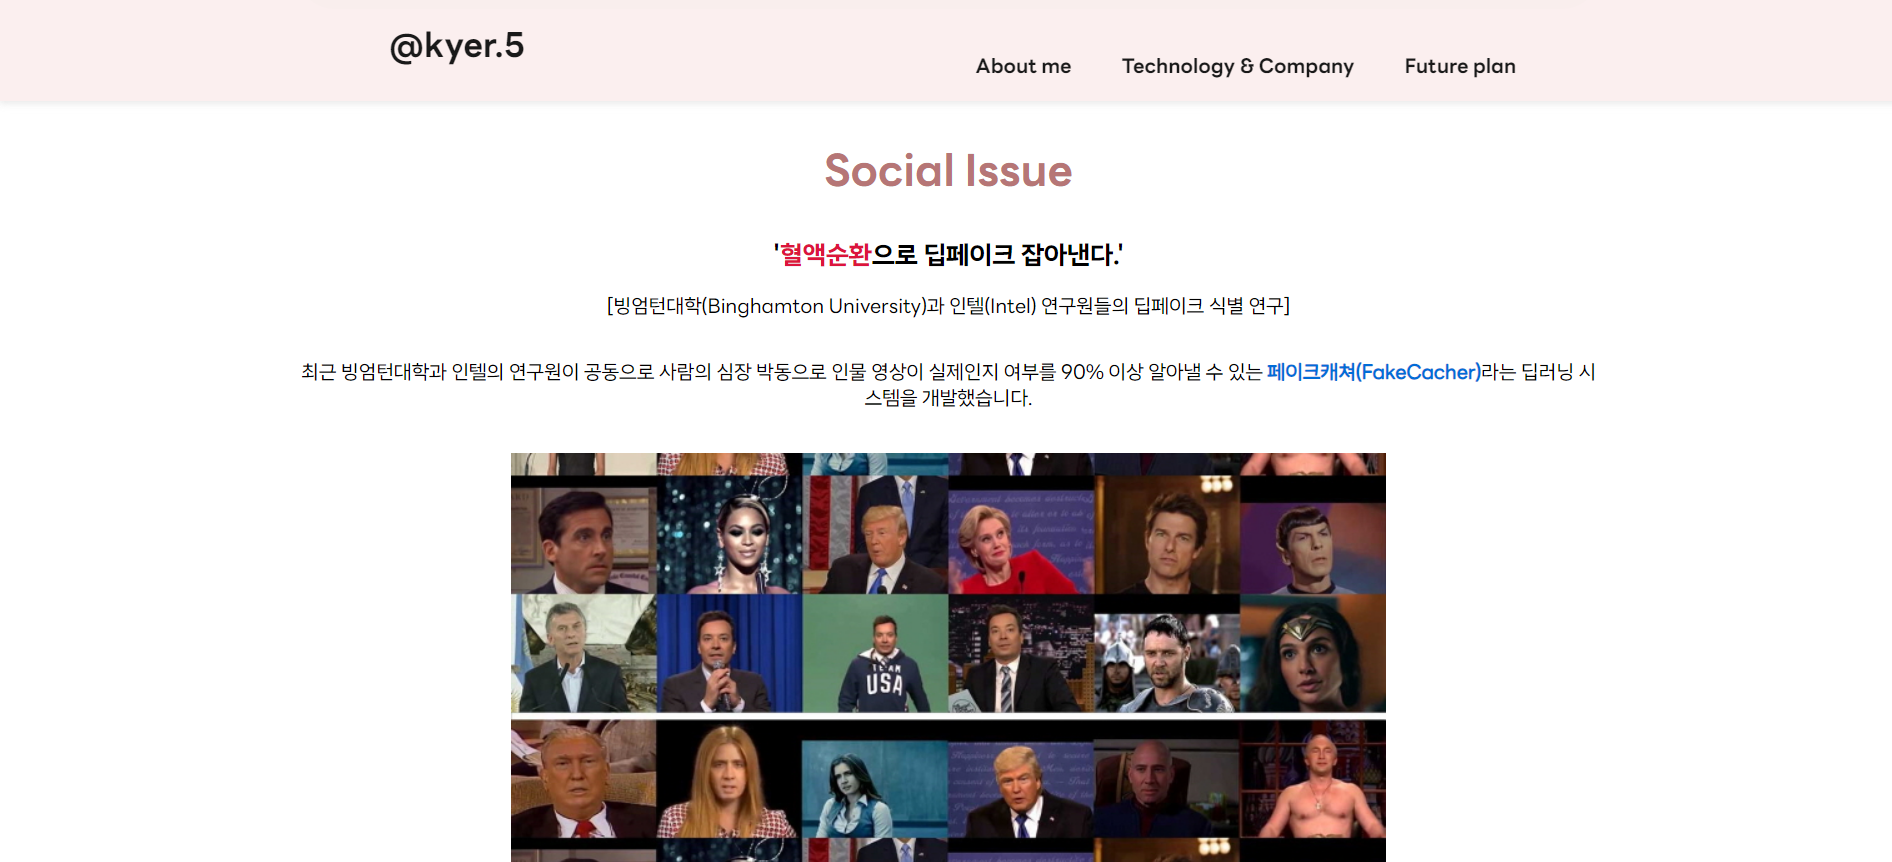 @kyer.5
About me
Technology & Company
Future plan
Social Issue
'혈액순환으로 딥페이크 잡아낸다.'
[빙엄턴대학(Binghamton University)과 인텔(Intel) 연구원들의 딥페이크 식별 연구]
최근 빙엄턴대학과 인텔의 연구원이 공동으로 사람의 심장 박동으로 인물 영상이 실제인지 여부를 90% 이상 알아낼 수 있는 페이크캐쳐(FakeCacher)라는 딥러닝 시
스템을 개발했습니다.
TEAM
USA